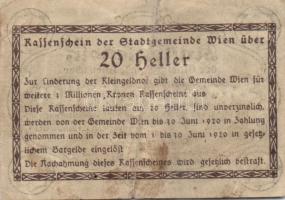 Kassenschein der Stadtgemeinde Wien über
20 Heller
Zur Linderung der Kleingeldnot gibt die Gemeinde Wien für
weitere 2 Millionen Kronen Kassenscheine aus
Diese Kassenscheine lauten auf 20 Heller, sind unverzinslich,
werden von der Gemeinde Wien bis 30 Juni 1920 in Zahlung
genommen und in der Zeit vom 1 bis 30 Juni 1920 in gesetz-
lichem Bargelde eingelöst
Die Nachahmung dieses Kassenscheines wird gesetzlich bestraft.